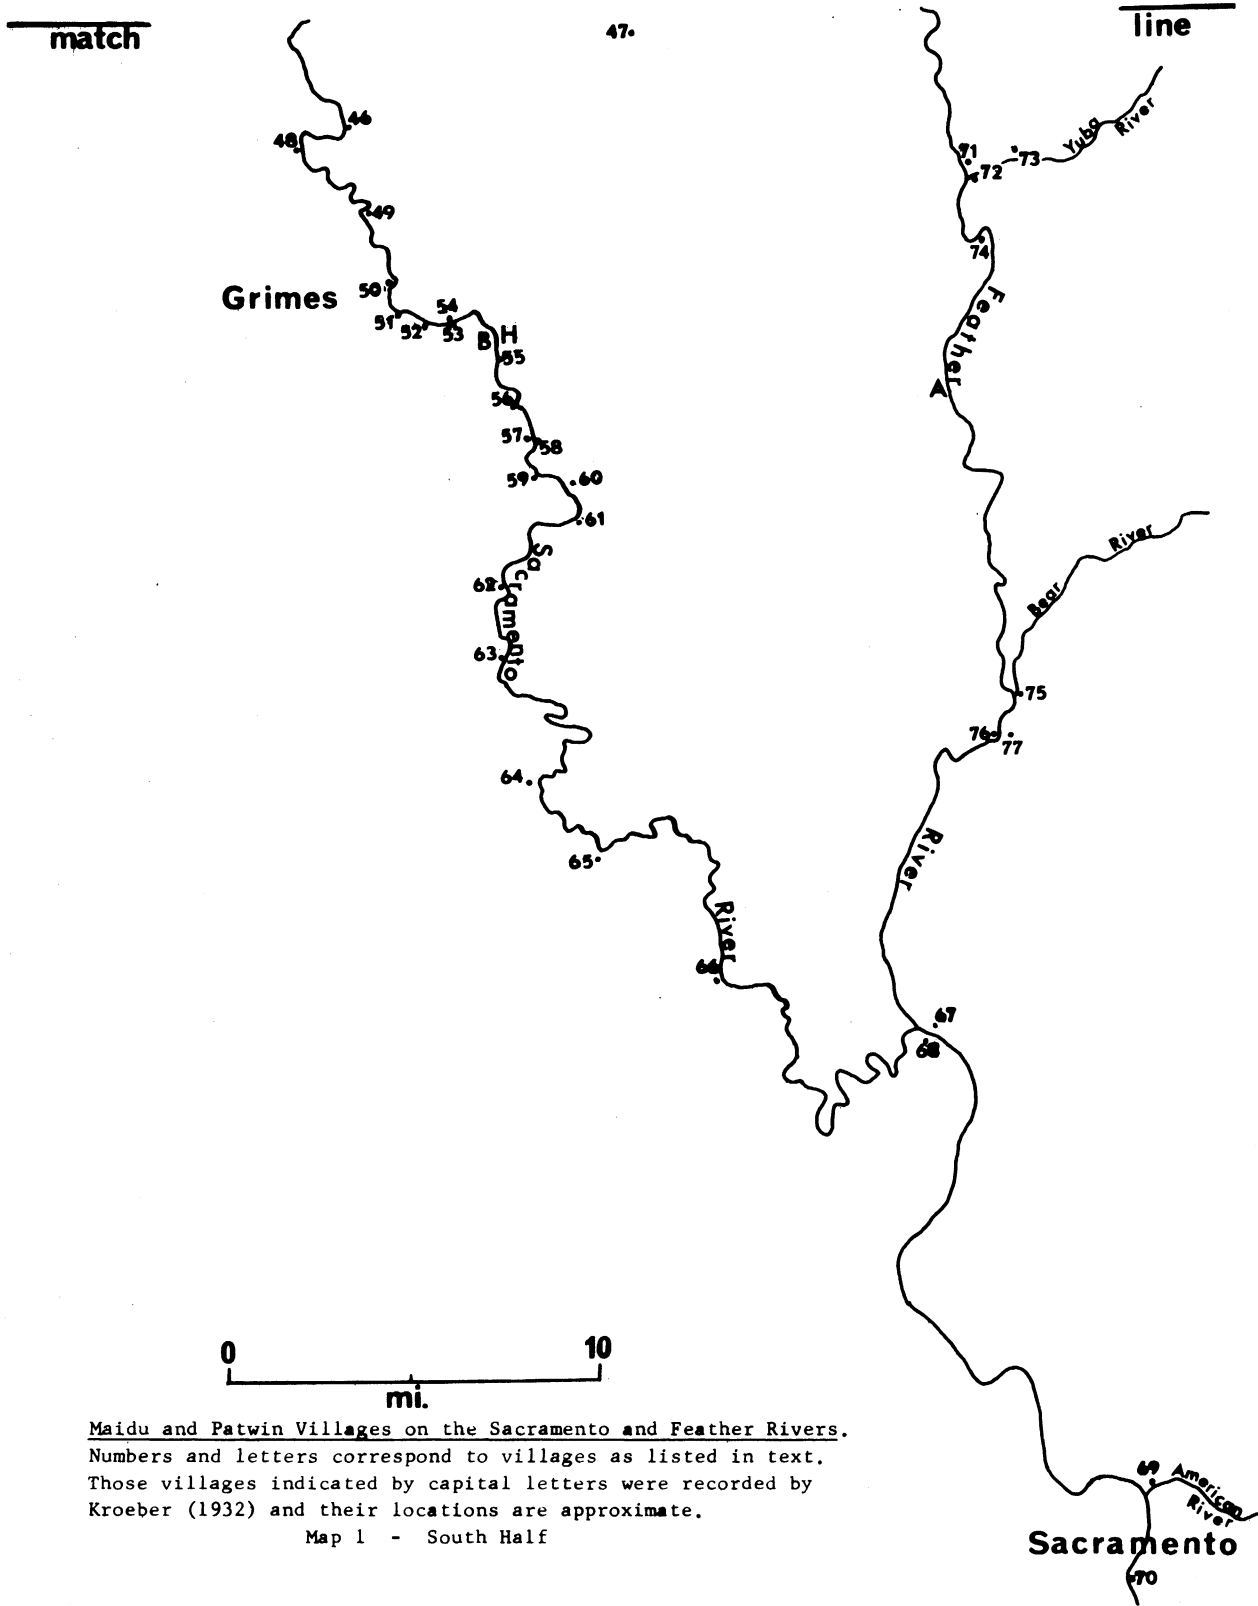 match
line
47.
46
48
Yuba River
71
72
73
49
74
Grimes
50
51
52
54
53
B
H
55
Feather
A
56
57
58
59
60
61
Sacramento
River
Bear
62
63
75
76
77
64
65
River
River
66
67
68
0
10
mi.
Maidu and Patwin Villages on the Sacramento and Feather Rivers.
Numbers and letters correspond to villages as listed in text.
Those villages indicated by capital letters were recorded by
Kroeber (1932) and their locations are approximate.
Map 1 - South Half
69
American
River
Sacramento
70